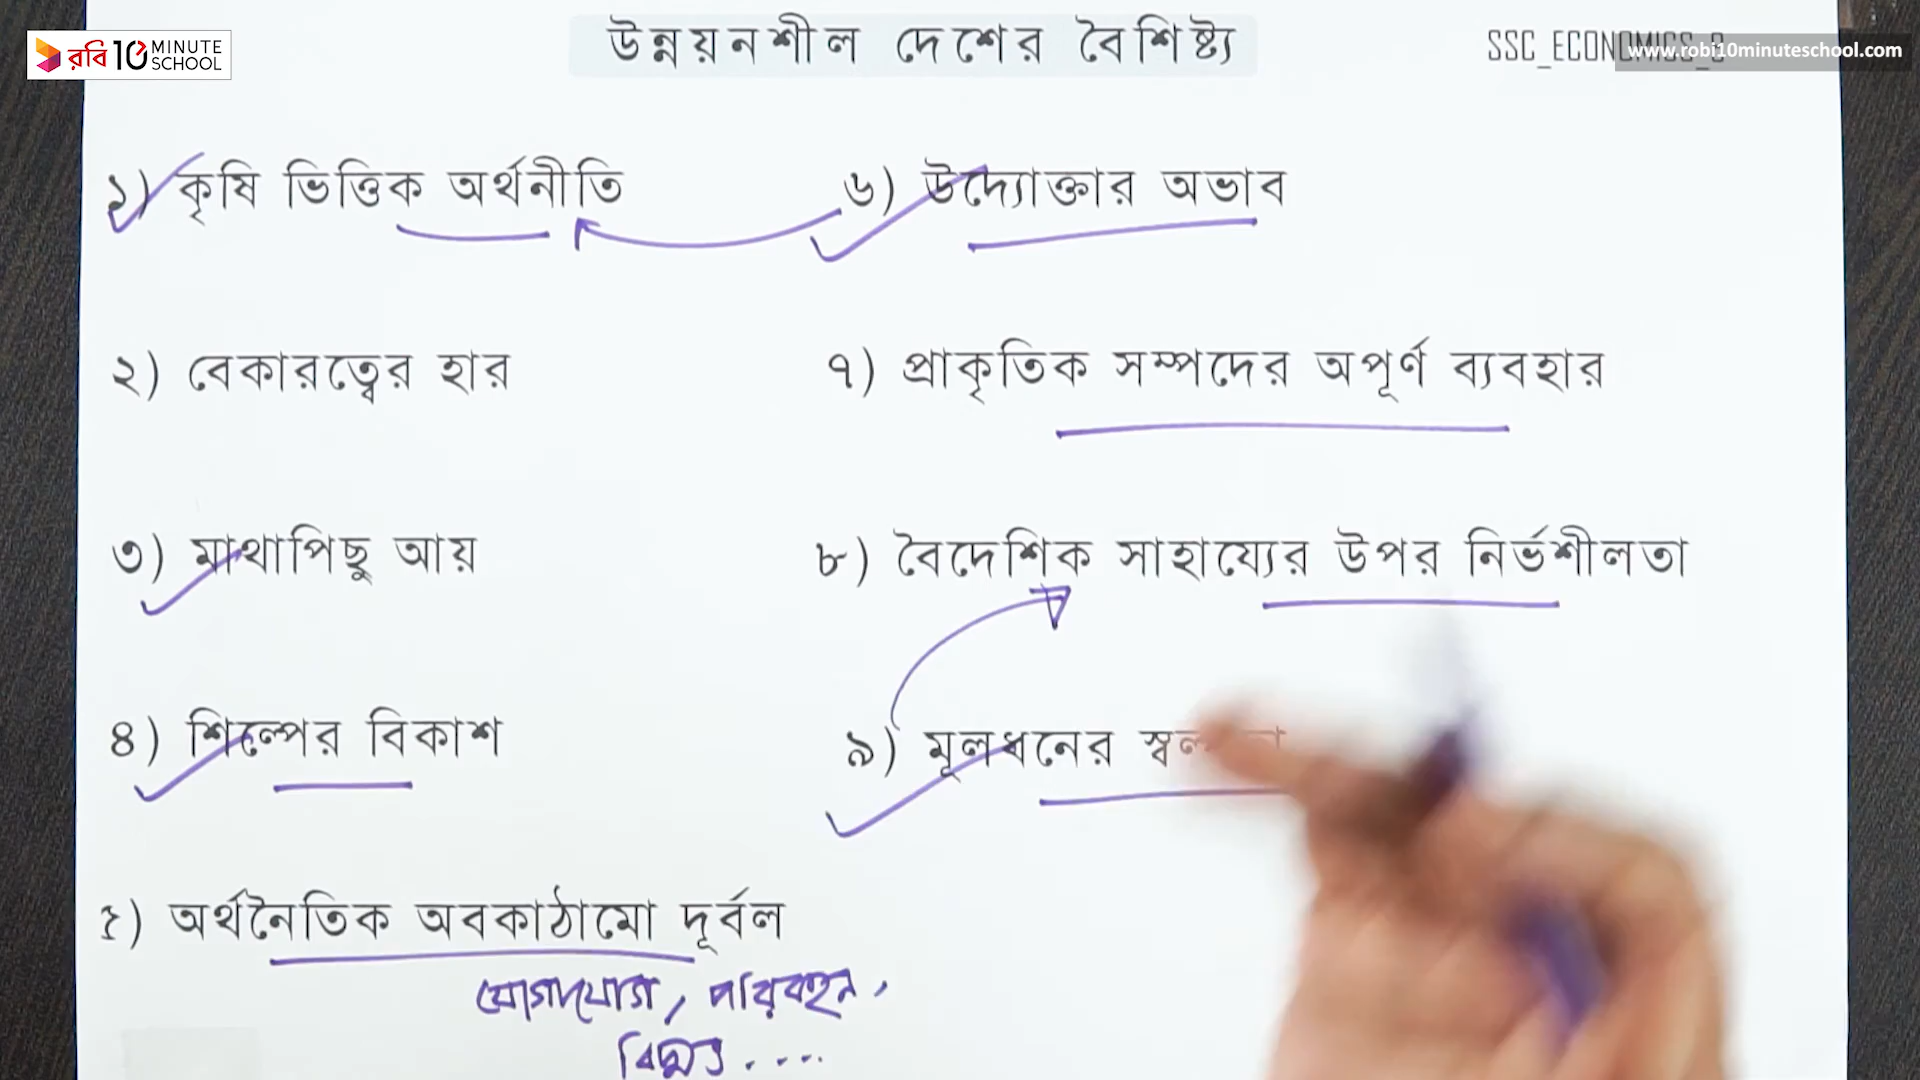 রবি 10 MINUTE SCHOOL
উন্নয়নশীল দেশের বৈশিষ্ট্য
www.robi10minuteschool.com
১) কৃষি ভিত্তিক অর্থনীতি
২) বেকারত্বের হার
৩) মাথাপিছু আয়
৪) শিল্পের বিকাশ
৫) অর্থনৈতিক অবকাঠামো দূর্বল
যোগাযোগ, পরিবহন,
বিদ্যুৎ ....
৬) উদ্যোক্তার অভাব
৭) প্রাকৃতিক সম্পদের অপূর্ণ ব্যবহার
৮) বৈদেশিক সাহায্যের উপর নির্ভশীলতা
৯) মূলধনের